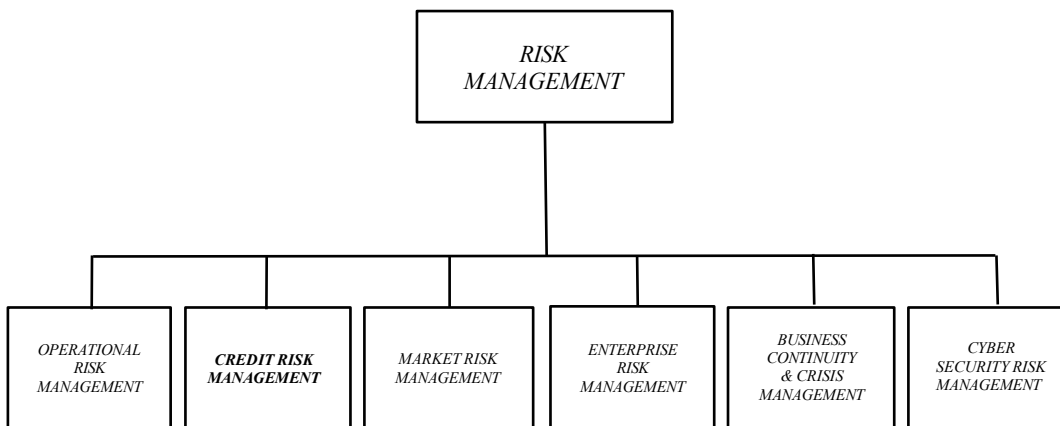 RISK
MANAGEMENT
OPERATIONAL
RISK
MANAGEMENT
CREDIT RISK
MANAGEMENT
MARKET RISK
MANAGEMENT
ENTERPRISE
RISK
MANAGEMENT
BUSINESS
CONTINUITY
& CRISIS
MANAGEMENT
CYBER
SECURITY RISK
MANAGEMENT